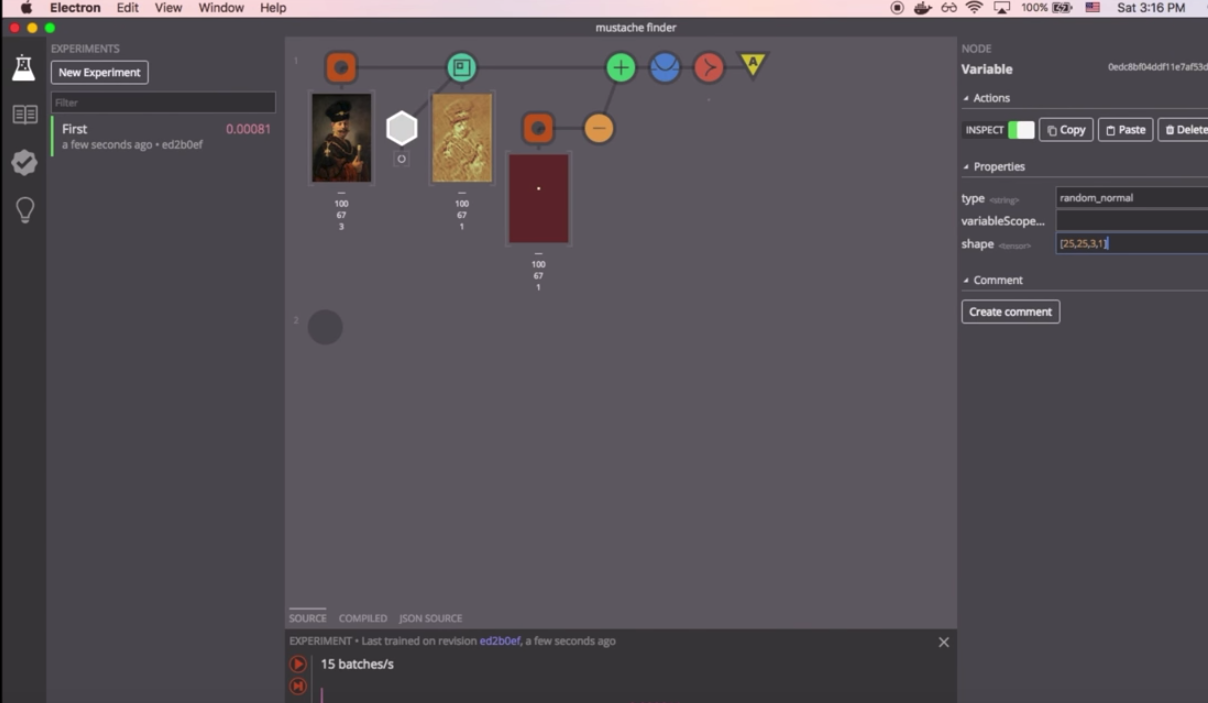 Electron Edit View Window Help 100% Sat 3:16 PM
mustache finder
EXPERIMENTS
New Experiment
Filter
First 0.00081
a few seconds ago • ed2b0ef
1
A
—
100
67
3
—
100
67
1
—
100
67
1
2
SOURCE COMPILED JSON SOURCE
EXPERIMENT • Last trained on revision ed2b0ef, a few seconds ago
15 batches/s
NODE
Variable 0edc8bf04ddf11e7af53d
Actions
INSPECT Copy Paste Delete
Properties
type <string> random_normal
variableScope...
shape <tensor> [25,25,3,1]
Comment
Create comment